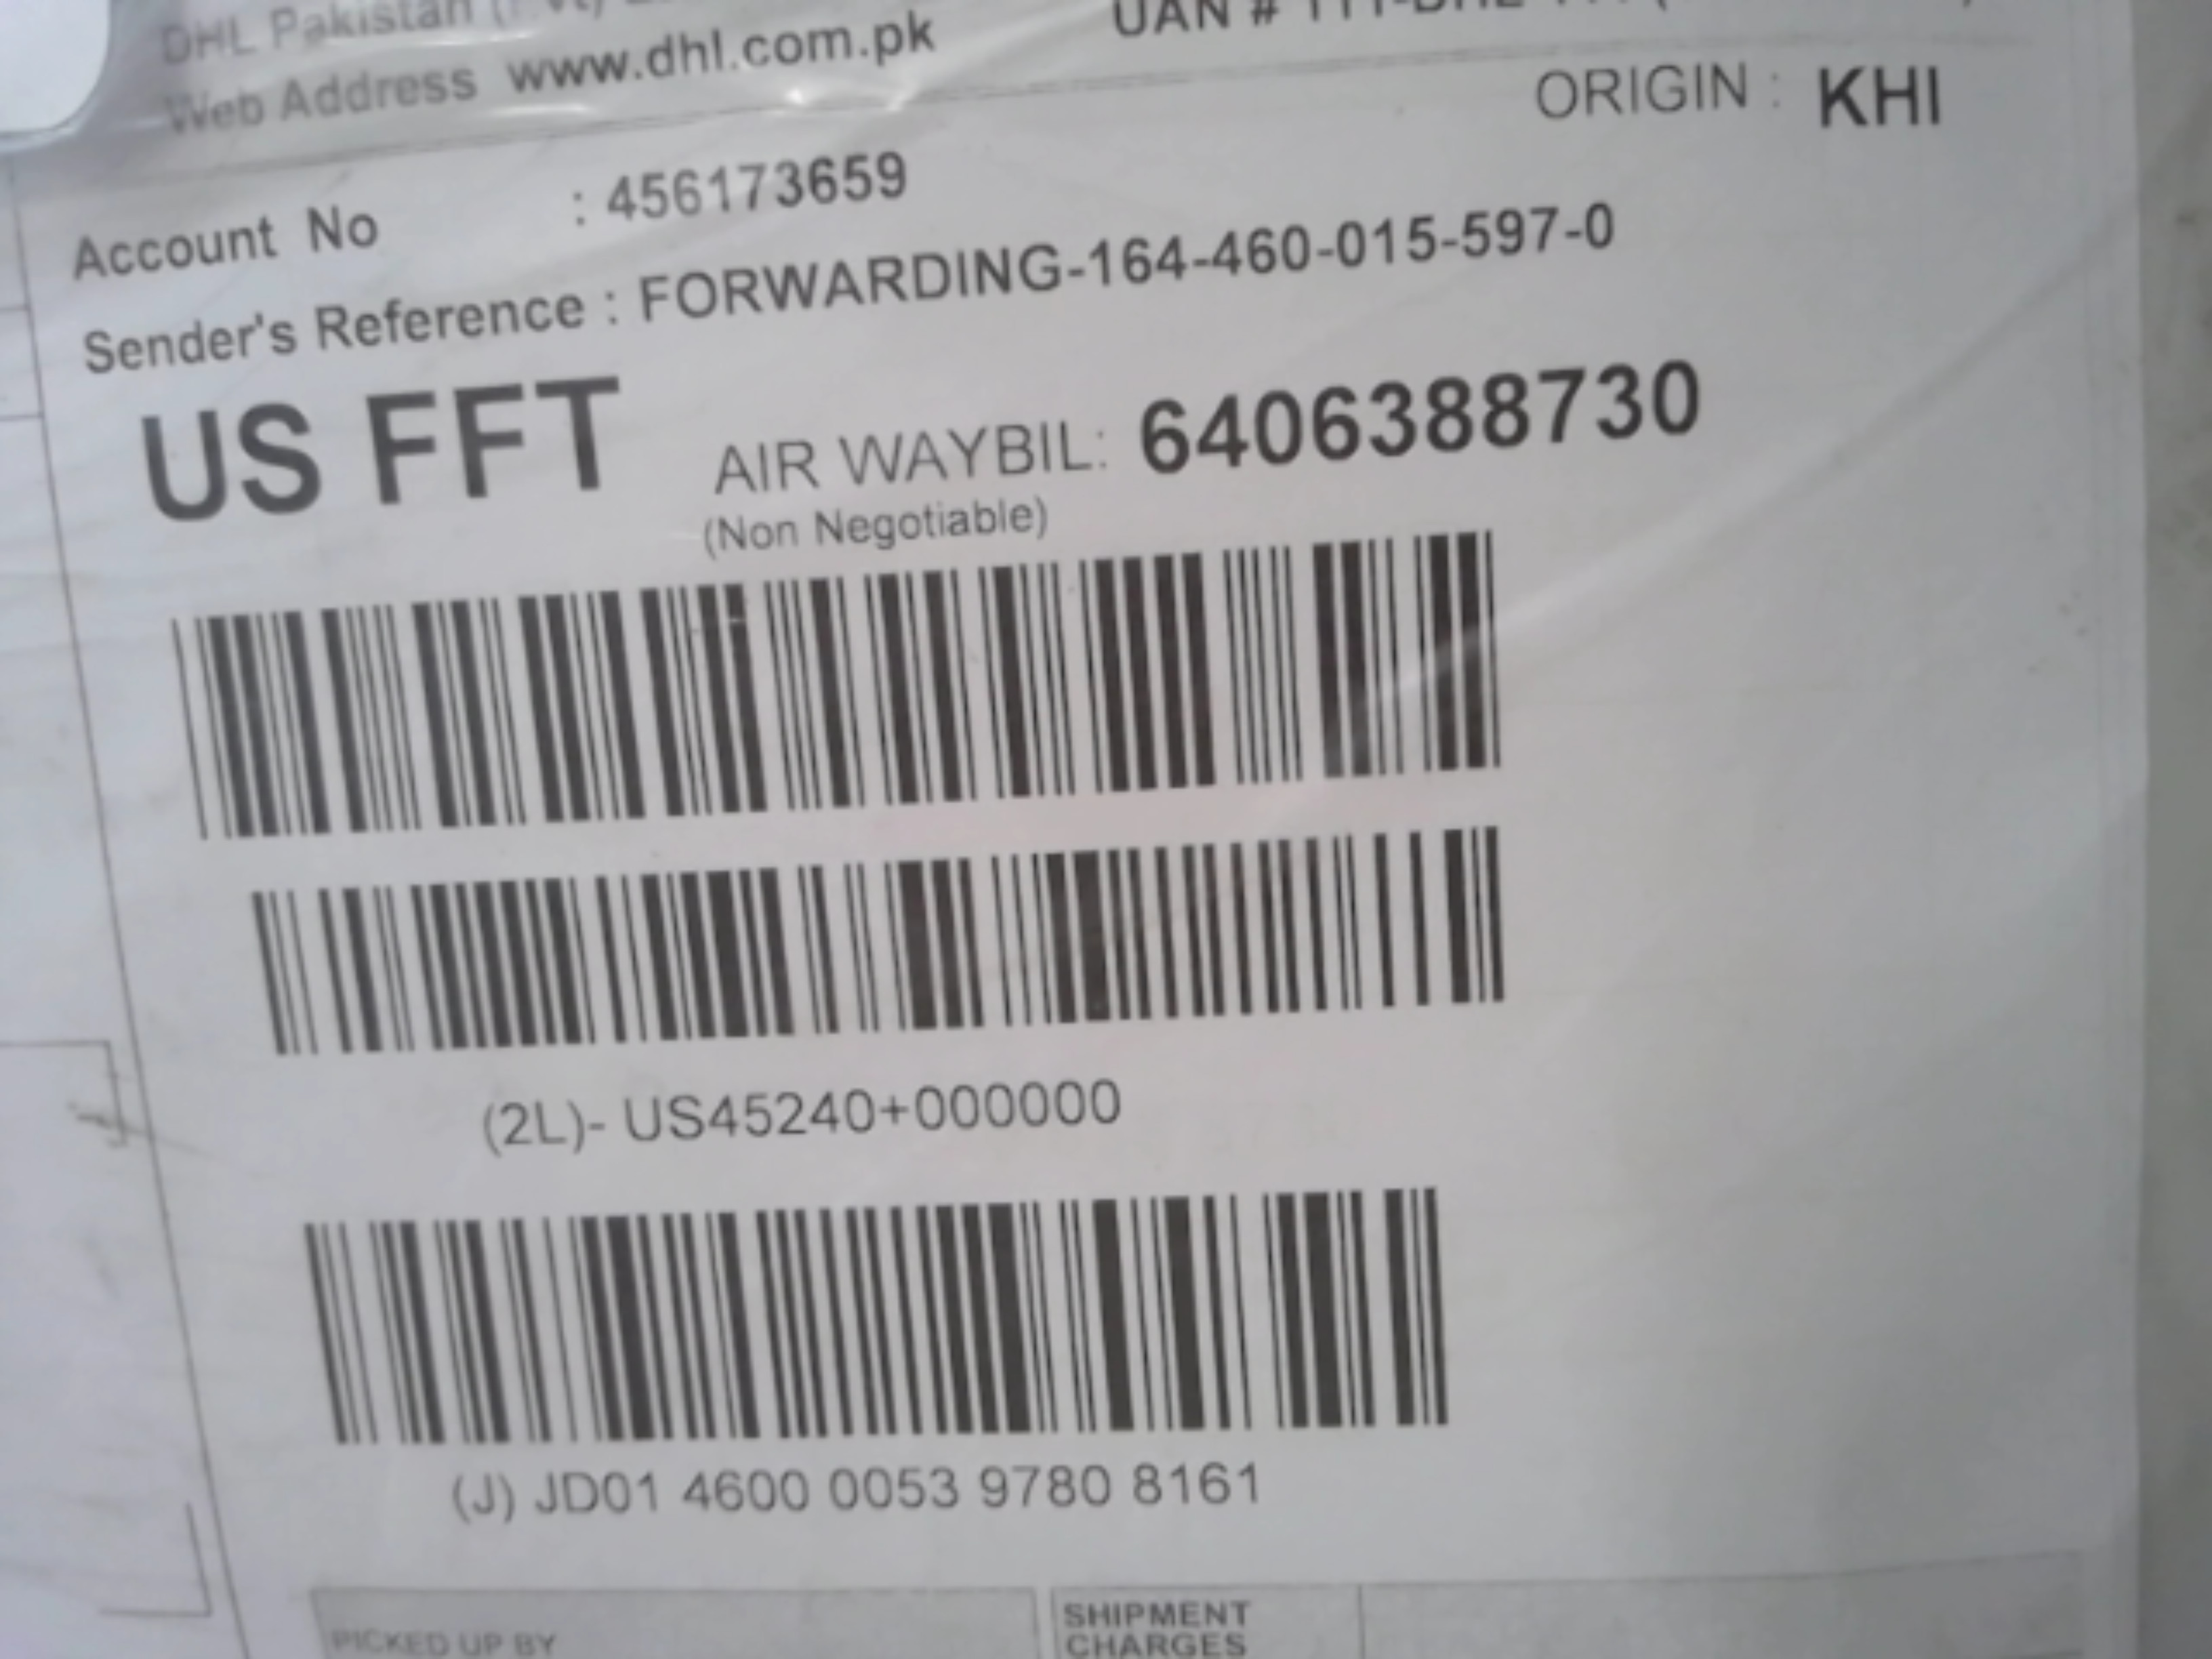 DHL Pakistan
Web Address www.dhl.com.pk
UAN #
ORIGIN : KHI
Account No : 456173659
Sender's Reference : FORWARDING-164-460-015-597-0
US FFT
AIR WAYBIL: 6406388730
(Non Negotiable)
(2L)- US45240+000000
(J) JD01 4600 0053 9780 8161
PICKED UP BY
SHIPMENT
CHARGES